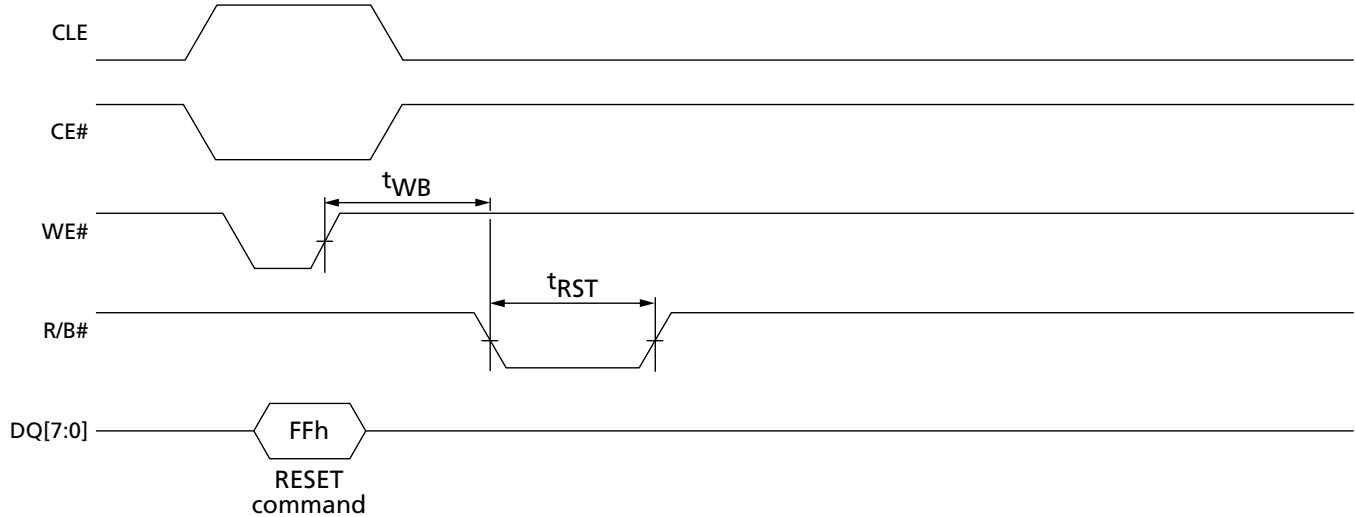 CLE
CE#
tWB
WE#
tRST
R/B#
DQ[7:0]
FFh
RESET
command